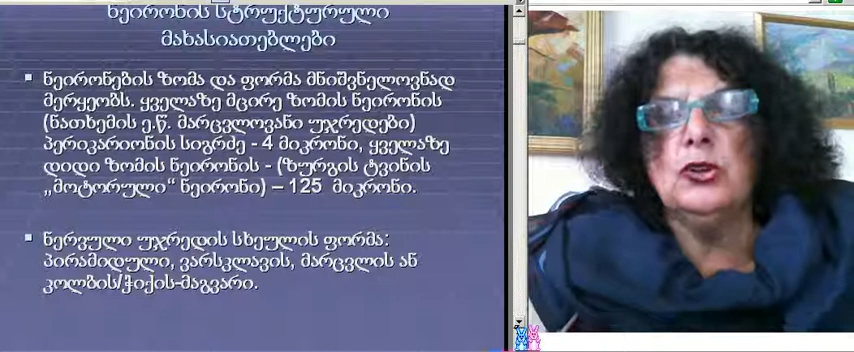 ნეირონის სტრუქტურული
მახასიათებლები
ნეირონების ზომა და ფორმა მნიშვნელოვნად
მერყეობს. ყველაზე მცირე ზომის ნეირონის
(ნათხემის ე.წ. მარცვლოვანი უჯრედები)
პერიკარიონის სიგრძე - 4 მიკრონი, ყველაზე
დიდი ზომის ნეირონის - (ზურგის ტვინის
„მოტორული“ ნეირონი) – 125 მიკრონი.
ნერვული უჯრედის სხეულის ფორმა:
პირამიდული, ვარსკლავის, მარცვლის ან
კოლბის/ჭიქის-მაგვარი.